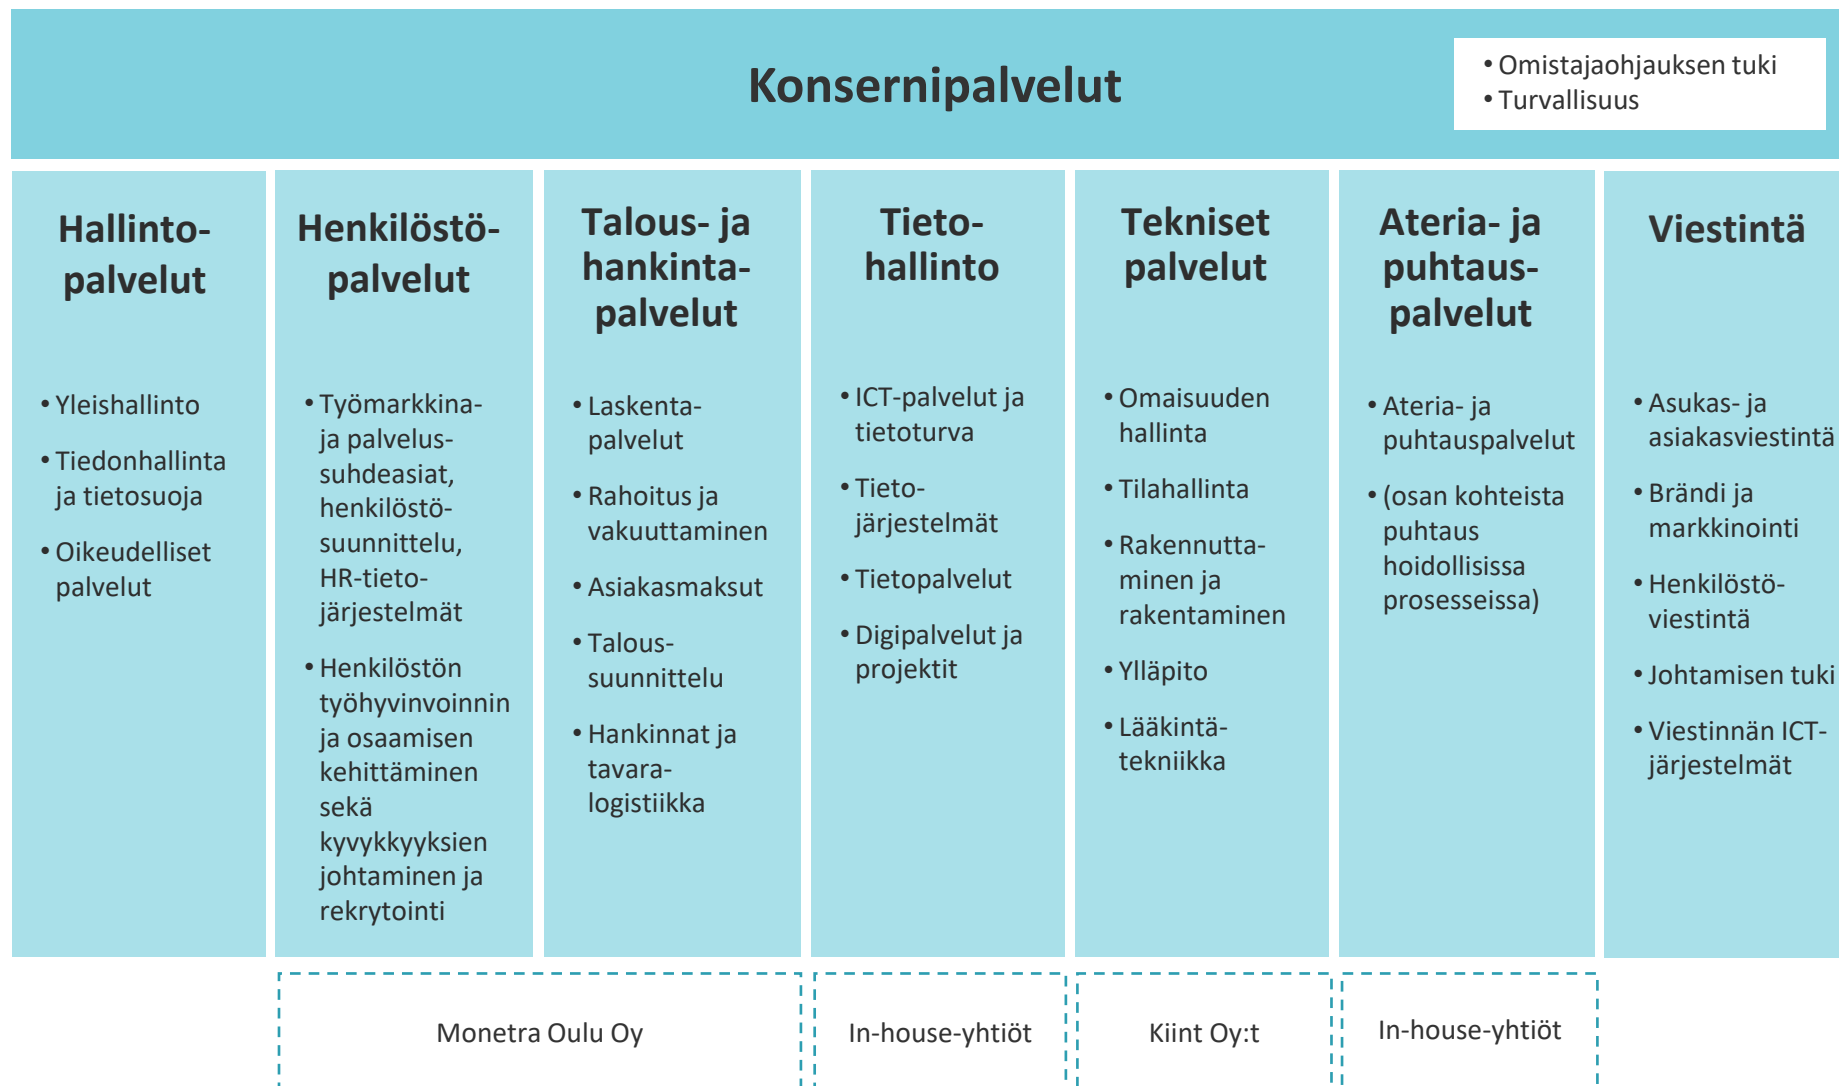 Konsernipalvelut
• Omistajaohjauksen tuki
• Turvallisuus
Hallinto-
palvelut
• Yleishallinto
• Tiedonhallinta
ja tietosuoja
• Oikeudelliset
palvelut
Henkilöstö-
palvelut
• Työmarkkina-
ja palvelus-
suhdeasiat,
henkilöstö-
suunnittelu,
HR-tieto-
järjestelmät
• Henkilöstön
työhyvinvoinnin
ja osaamisen
kehittäminen
sekä
kyvykkyyksien
johtaminen ja
rekrytointi
Talous- ja
hankinta-
palvelut
• Laskenta-
palvelut
• Rahoitus ja
vakuuttaminen
• Asiakasmaksut
• Talous-
suunnittelu
• Hankinnat ja
tavara-
logistiikka
Tieto-
hallinto
• ICT-palvelut ja
tietoturva
• Tieto-
järjestelmät
• Tietopalvelut
• Digipalvelut ja
projektit
Tekniset
palvelut
• Omaisuuden
hallinta
• Tilahallinta
• Rakennutta-
minen ja
rakentaminen
• Ylläpito
• Lääkintä-
tekniikka
Ateria- ja
puhtaus-
palvelut
• Ateria- ja
puhtauspalvelut
• (osan kohteista
puhtaus
hoidollisissa
prosesseissa)
Viestintä
• Asukas- ja
asiakasviestintä
• Brändi ja
markkinointi
• Henkilöstö-
viestintä
• Johtamisen tuki
• Viestinnän ICT-
järjestelmät
Monetra Oulu Oy
In-house-yhtiöt
Kiint Oy:t
In-house-yhtiöt